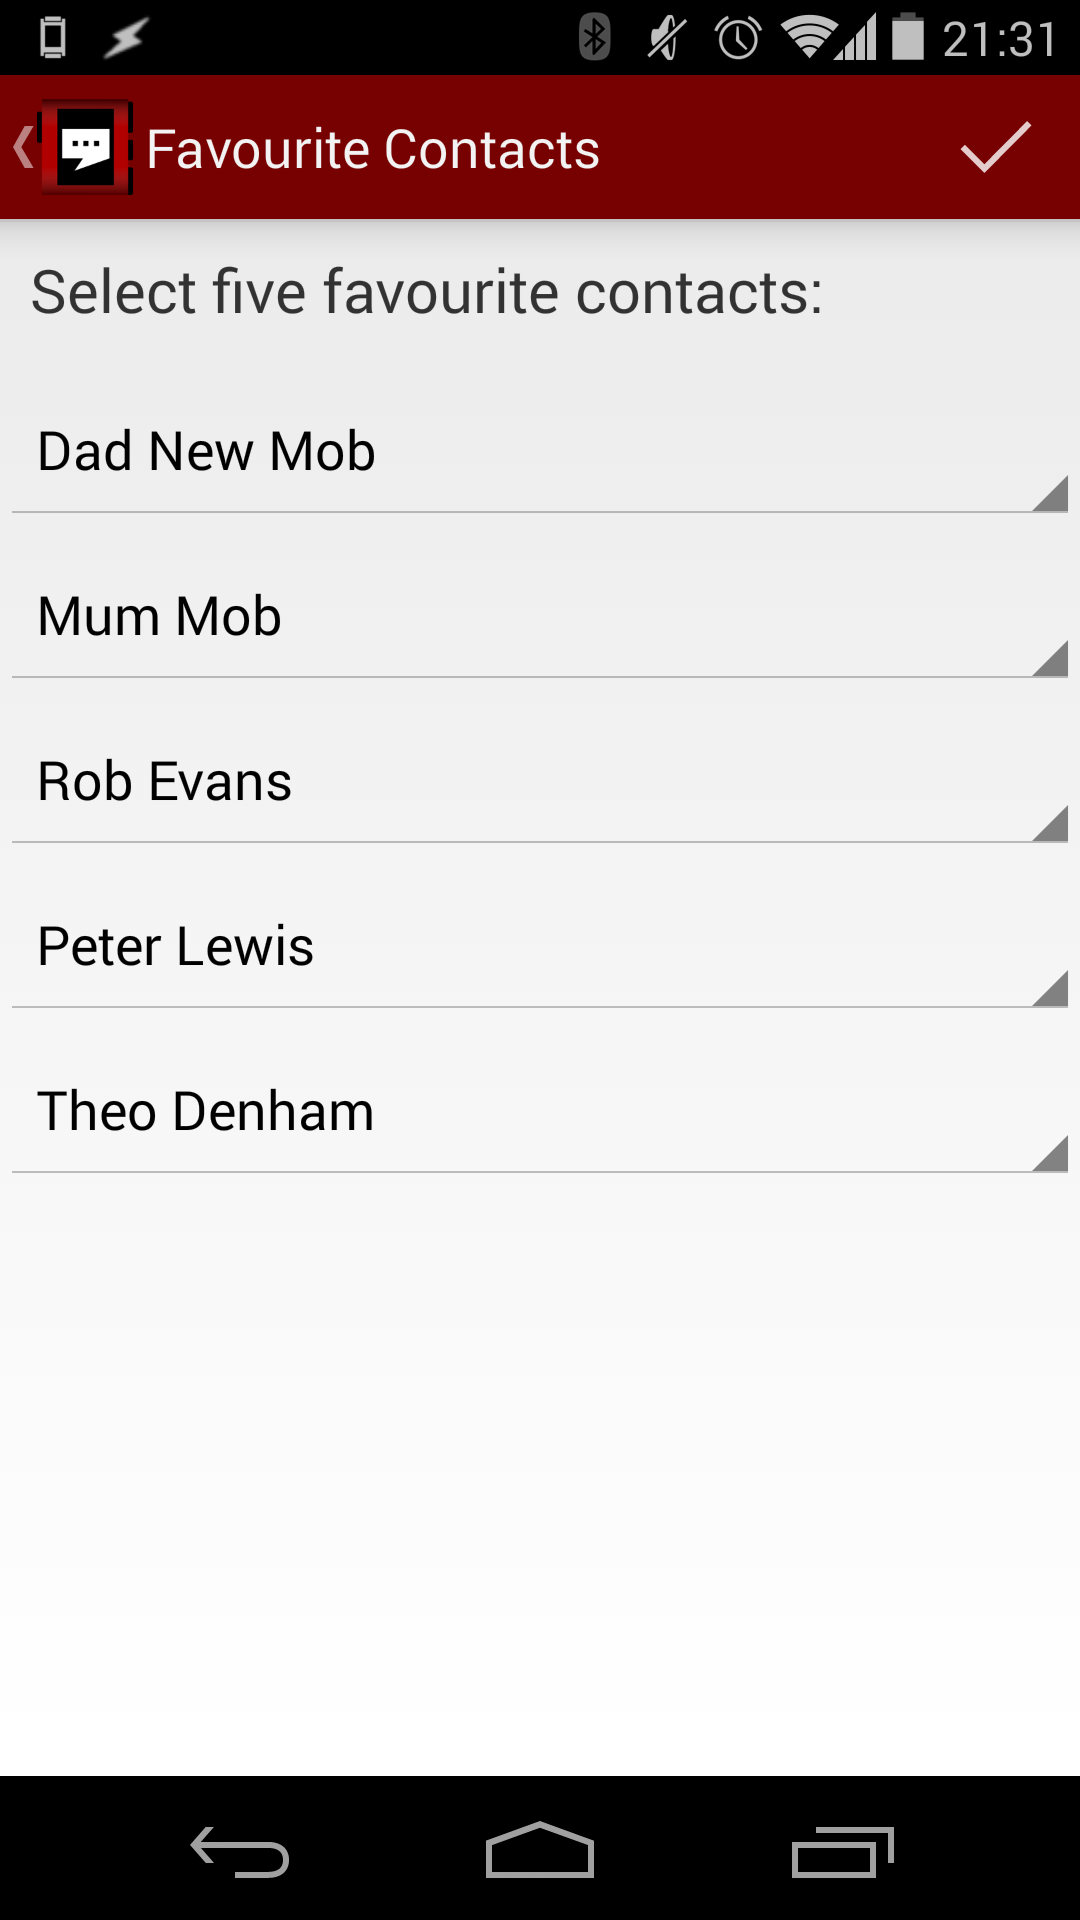 21:31
Favourite Contacts
Select five favourite contacts:
Dad New Mob
Mum Mob
Rob Evans
Peter Lewis
Theo Denham